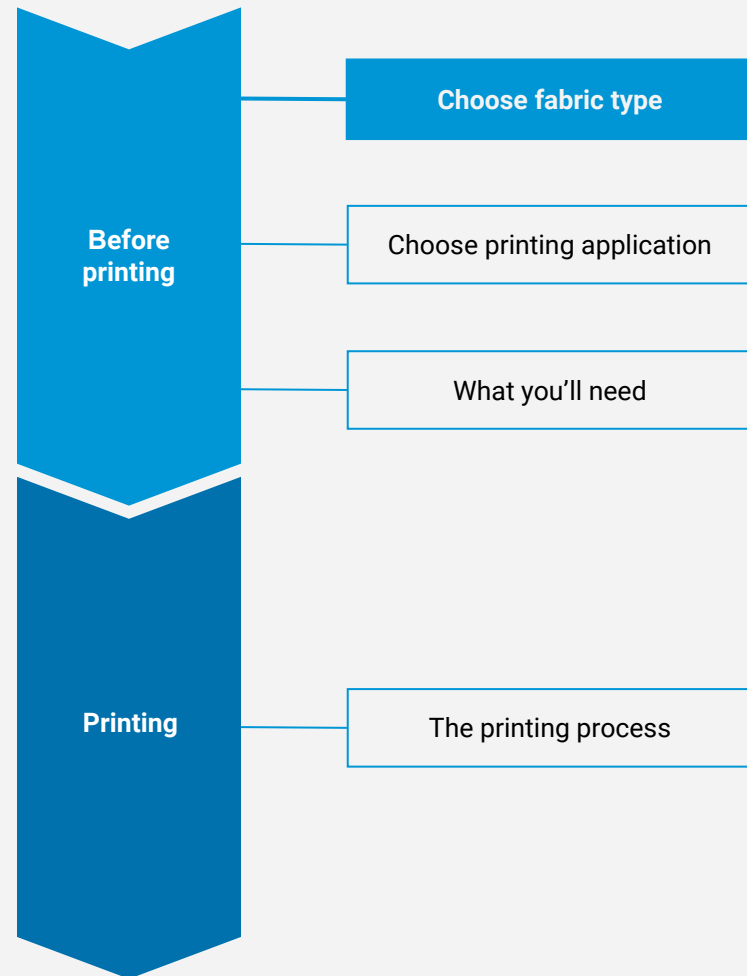 Choose fabric type
Before
printing
Choose printing application
What you’ll need
Printing
The printing process